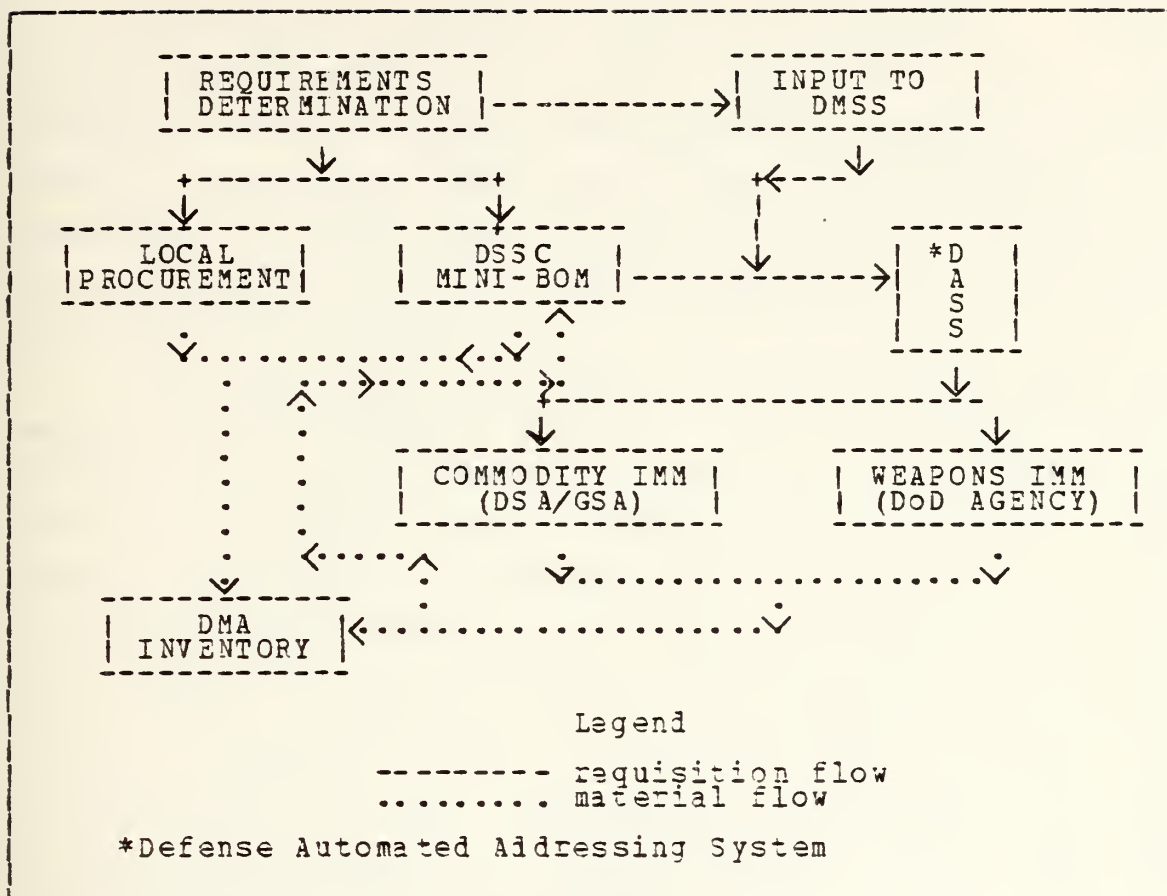 REQUIREMENTS
DETERMINATION
INPUT TO
DMSS
LOCAL
PROCUREMENT
DSSC
MINI-BOM
*D
A
S
S
COMMODITY IMM
(DSA/GSA)
WEAPONS IMM
(DoD AGENCY)
DMA
INVENTORY
Legend
requisition flow
material flow
*Defense Automated Addressing System